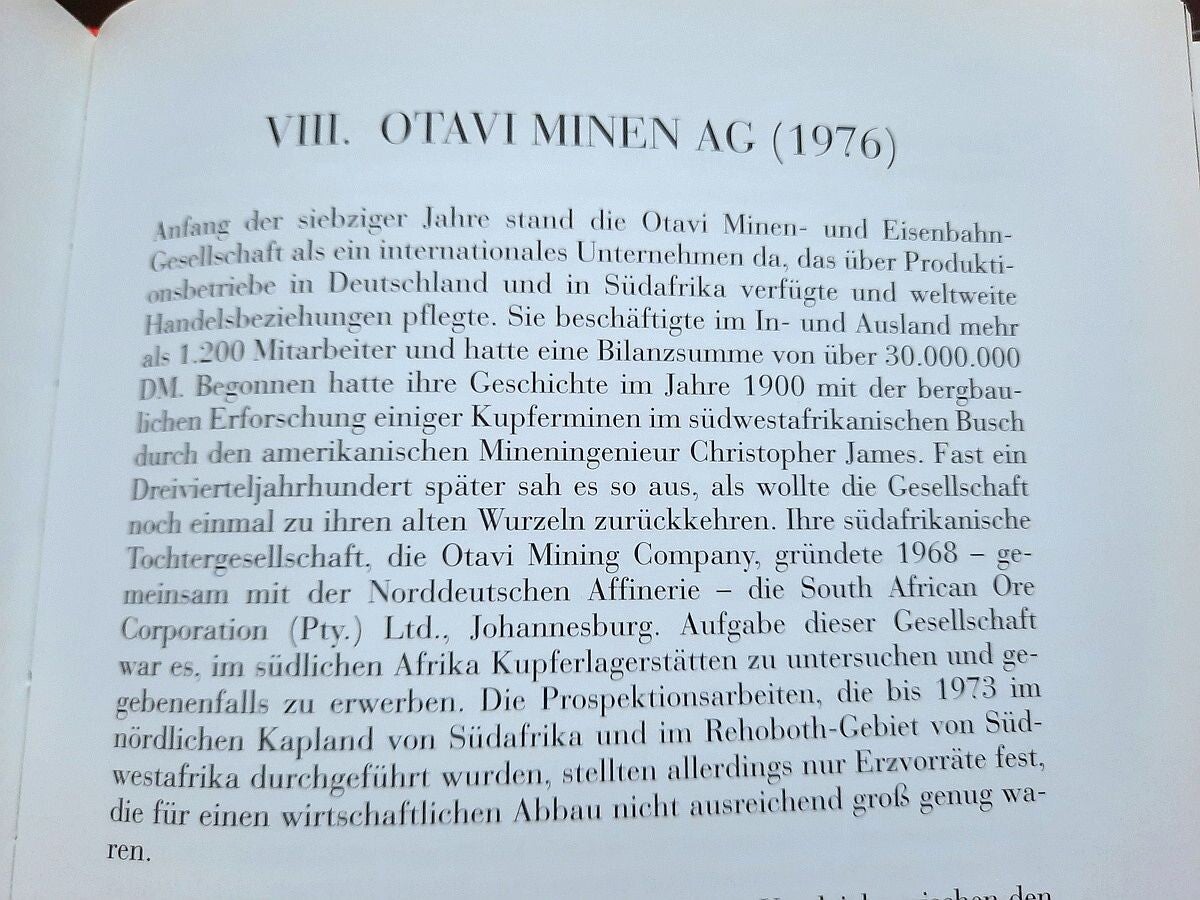 VIII. OTAVI MINEN AG (1976)
Anfang der siebziger Jahre stand die Otavi Minen- und Eisenbahn-
Gesellschaft als ein internationales Unternehmen da, das über Produkti-
onsbetriebe in Deutschland und in Südafrika verfügte und weltweite
Handelsbeziehungen pflegte. Sie beschäftigte im In- und Ausland mehr
als 1.200 Mitarbeiter und hatte eine Bilanzsumme von über 30.000.000
DM. Begonnen hatte ihre Geschichte im Jahre 1900 mit der bergbau-
lichen Erforschung einiger Kupferminen im südwestafrikanischen Busch
durch den amerikanischen Mineningenieur Christopher James. Fast ein
Dreivierteljahrhundert später sah es so aus, als wollte die Gesellschaft
noch einmal zu ihren alten Wurzeln zurückkehren. Ihre südafrikanische
Tochtergesellschaft, die Otavi Mining Company, gründete 1968 – ge-
meinsam mit der Norddeutschen Affinerie – die South African Ore
Corporation (Pty.) Ltd., Johannesburg. Aufgabe dieser Gesellschaft
war es, im südlichen Afrika Kupferlagerstätten zu untersuchen und ge-
gebenenfalls zu erwerben. Die Prospektionsarbeiten, die bis 1973 im
nördlichen Kapland von Südafrika und im Rehoboth-Gebiet von Süd-
westafrika durchgeführt wurden, stellten allerdings nur Erzvorräte fest,
die für einen wirtschaftlichen Abbau nicht ausreichend groß genug wa-
ren.
den